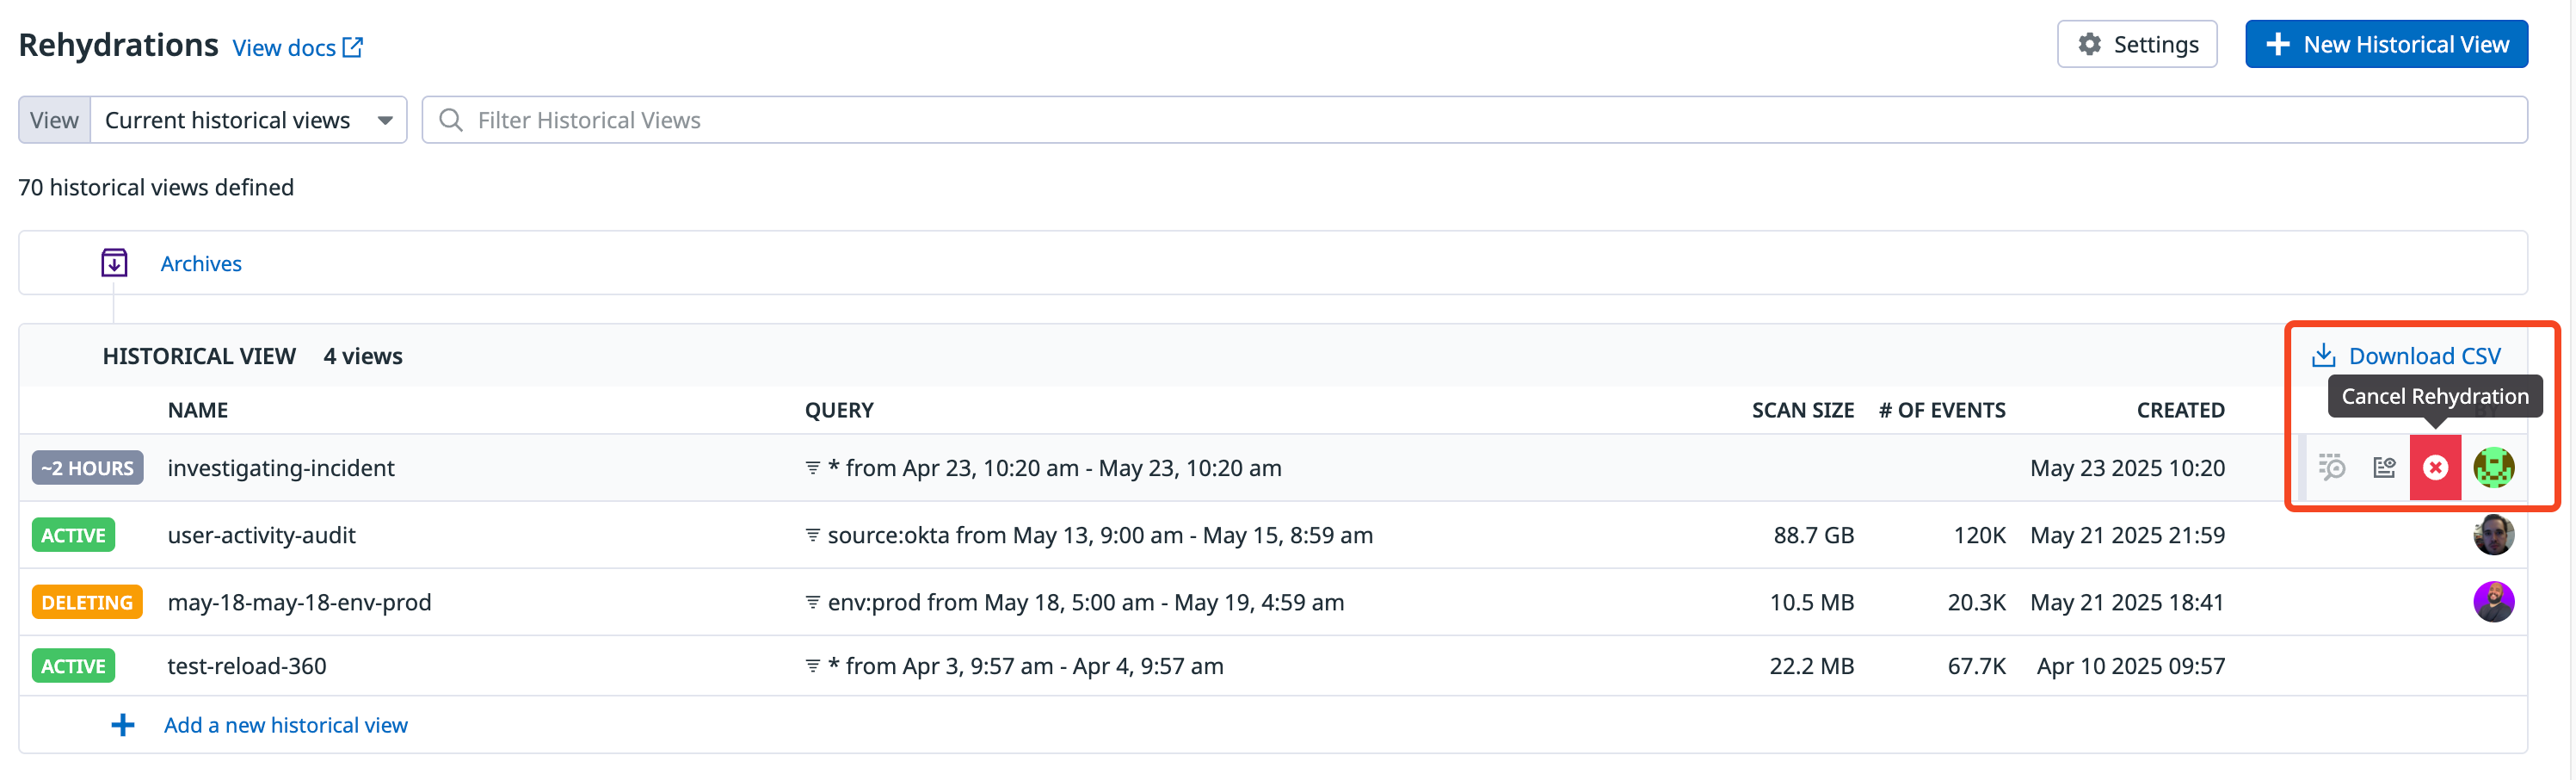 Rehydrations View docs
Settings
New Historical View
View Current historical views
Filter Historical Views
70 historical views defined
Archives
HISTORICAL VIEW 4 views
Download CSV
Cancel Rehydration
NAME QUERY SCAN SIZE # OF EVENTS CREATED BY
~2 HOURS investigating-incident * from Apr 23, 10:20 am - May 23, 10:20 am May 23 2025 10:20
ACTIVE user-activity-audit source:okta from May 13, 9:00 am - May 15, 8:59 am 88.7 GB 120K May 21 2025 21:59
DELETING may-18-may-18-env-prod env:prod from May 18, 5:00 am - May 19, 4:59 am 10.5 MB 20.3K May 21 2025 18:41
ACTIVE test-reload-360 * from Apr 3, 9:57 am - Apr 4, 9:57 am 22.2 MB 67.7K Apr 10 2025 09:57
Add a new historical view